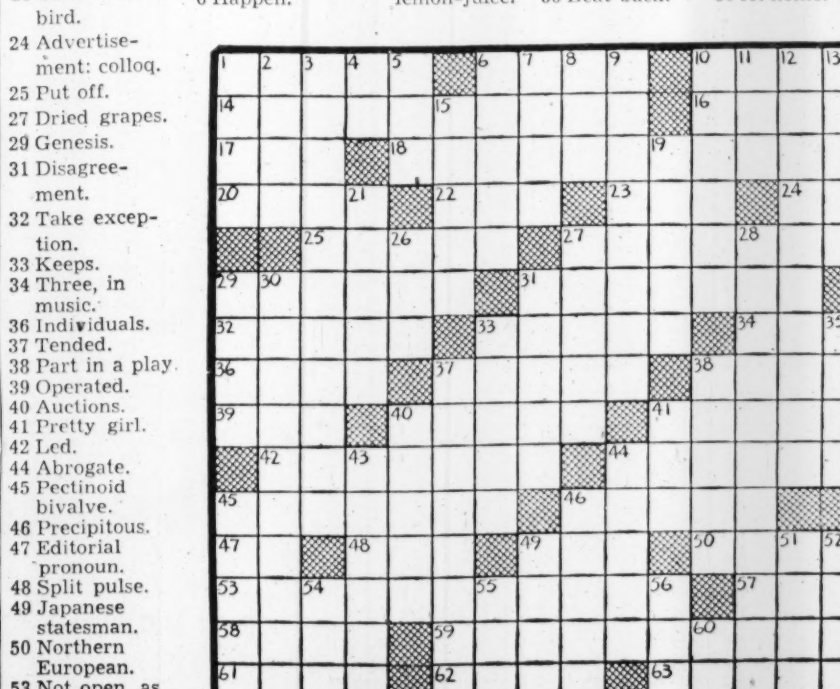 6 Happen.
bird.
24 Advertise-
ment: colloq.
25 Put off.
27 Dried grapes.
29 Genesis.
31 Disagree-
ment.
32 Take excep-
tion.
33 Keeps.
34 Three, in
music.
36 Individuals.
37 Tended.
38 Part in a play.
39 Operated.
40 Auctions.
41 Pretty girl.
42 Led.
44 Abrogate.
45 Pectinoid
bivalve.
46 Precipitous.
47 Editorial
pronoun.
48 Split pulse.
49 Japanese
statesman.
50 Northern
European.
53 Not open, as
1 2 3 4 5 6 7 8 9 10 11 12 13
14 15 16
17 18 19
20 21 22 23 24
25 26 27 28
29 30 31
32 33 34 35
36 37 38
39 40 41
42 43 44
45 46
47 48 49 50 51 52
53 54 55 56 57
58 59 60
61 62 63